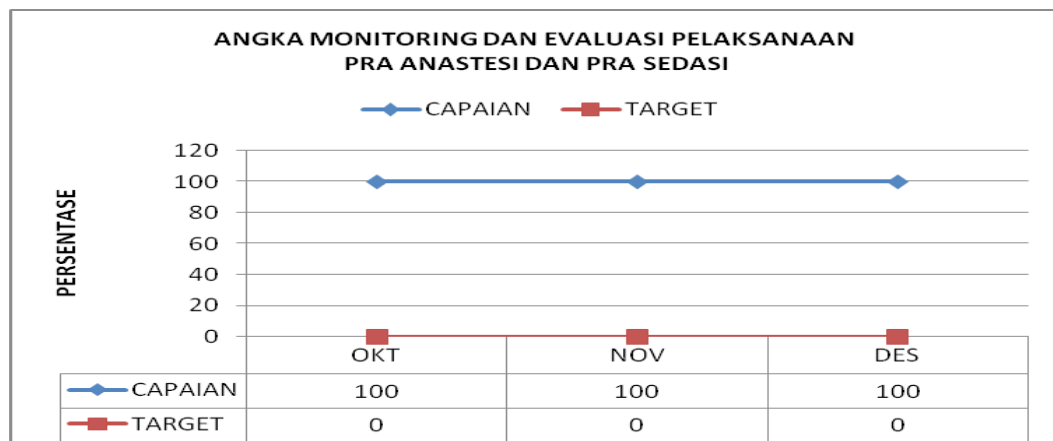 ANGKA MONITORING DAN EVALUASI PELAKSANAAN
PRA ANASTESI DAN PRA SEDASI
CAPAIAN TARGET
PERSENTASE
120
100
80
60
40
20
0
OKT NOV DES
CAPAIAN 100 100 100
TARGET 0 0 0